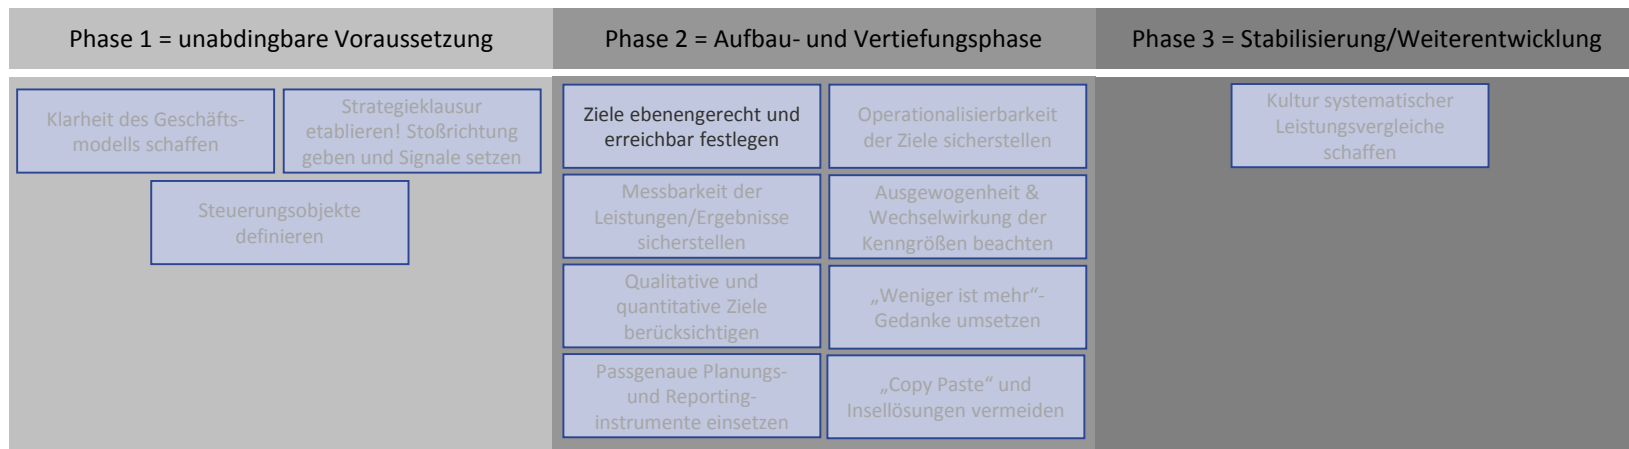 Phase 1 = unabdingbare Voraussetzung
Phase 2 = Aufbau- und Vertiefungsphase
Phase 3 = Stabilisierung/Weiterentwicklung
Klarheit des Geschäfts-
modells schaffen
Strategieklausur
etablieren! Stoßrichtung
geben und Signale setzen
Steuerungsobjekte
definieren
Ziele ebenengerecht und
erreichbar festlegen
Operationalisierbarkeit
der Ziele sicherstellen
Messbarkeit der
Leistungen/Ergebnisse
sicherstellen
Ausgewogenheit &
Wechselwirkung der
Kenngrößen beachten
Qualitative und
quantitative Ziele
berücksichtigen
„Weniger ist mehr“-
Gedanke umsetzen
Passgenaue Planungs-
und Reporting-
instrumente einsetzen
„Copy Paste“ und
Insellösungen vermeiden
Kultur systematischer
Leistungsvergleiche
schaffen